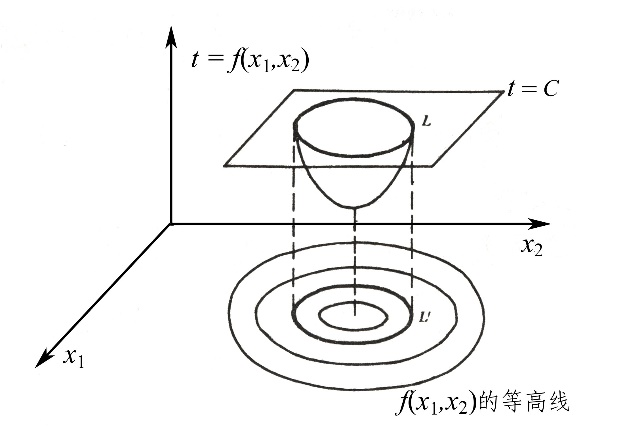 t = f(x₁,x₂)
t = C
L
x₂
L'
x₁
f(x₁,x₂)的等高线